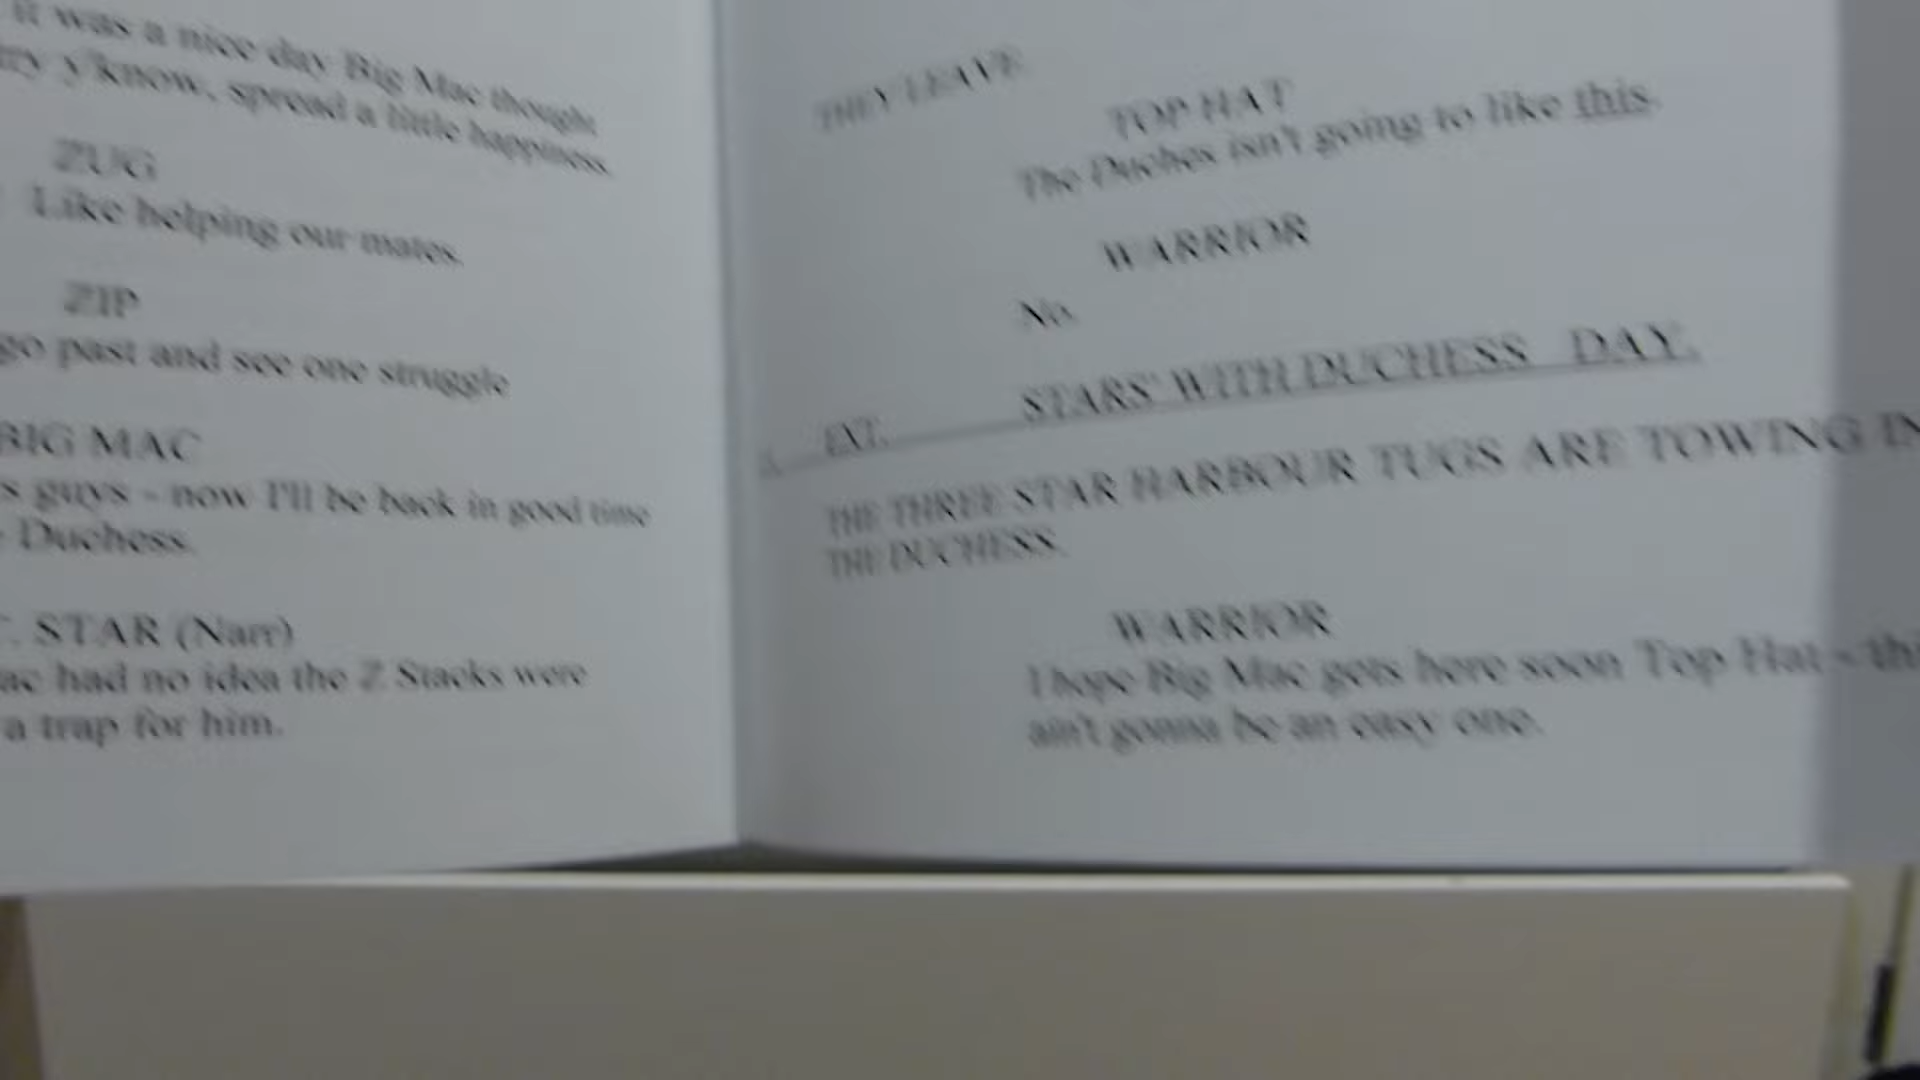 it was a nice day Big Mac thought
y'know, spread a little happiness.
ZUG
Like helping our mates.
ZIP
go past and see one struggle
BIG MAC
s guys - now I'll be back in good time
Duchess.
. STAR (Narr)
ac had no idea the Z Stacks were
a trap for him.
THEY LEAVE.
TOP HAT
The Duches isn't going to like this.
WARRIOR
No.
EXT. STARS' WITH DUCHESS DAY.
THE THREE STAR HARBOUR TUGS ARE TOWING IN
THE DUCHESS.
WARRIOR
I hope Big Mac gets here soon Top Hat - thi
ain't gonna be an easy one.